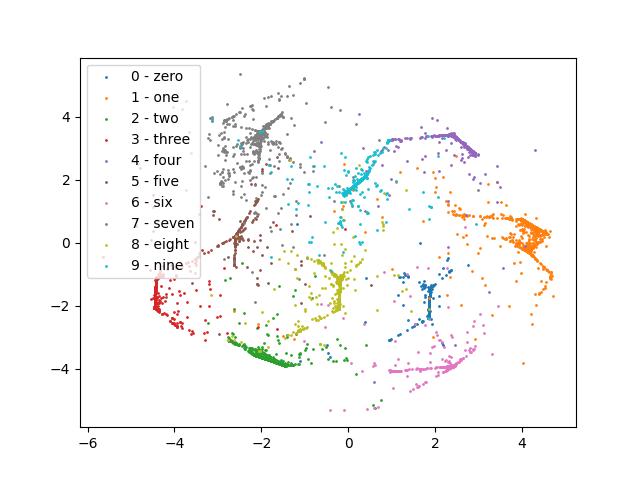 0 - zero
1 - one
2 - two
3 - three
4 - four
5 - five
6 - six
7 - seven
8 - eight
9 - nine
4
2
0
−2
−4
−6 −4 −2 0 2 4